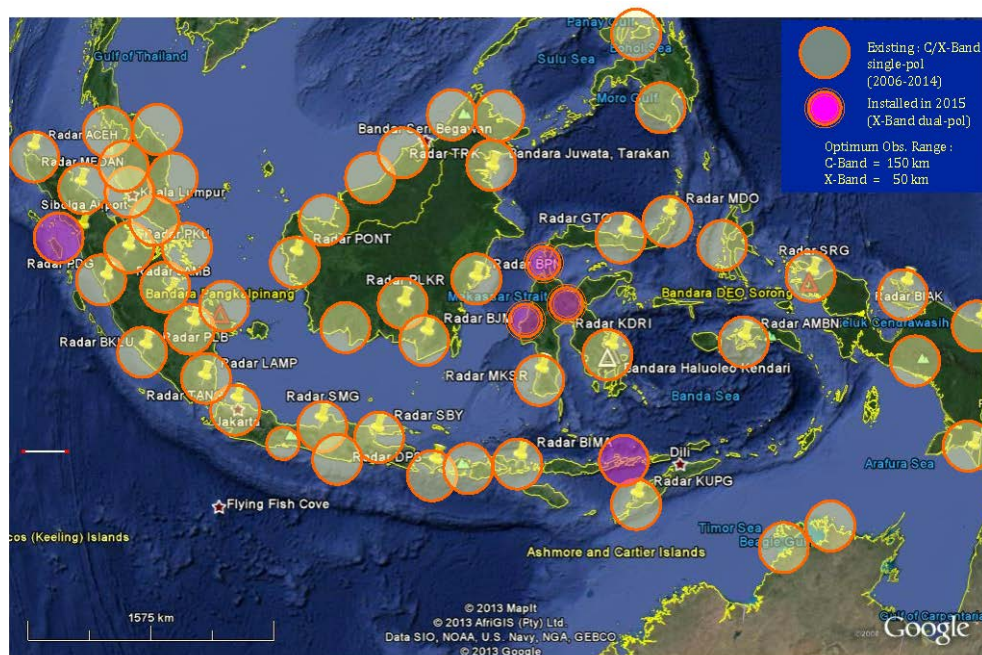 Panay Gulf
Bohol Sea
Gulf of Thailand
Sulu Sea
Moro Gulf
Existing : C/X-Band
single-pol
(2006-2014)
Installed in 2015
(X-Band dual-pol)
Optimum Obs. Range :
C-Band = 150 km
X-Band = 50 km
Radar ACEH
Bandar Seri Begawan
Radar TRK
Bandara Juwata, Tarakan
Radar MEDAN
Kuala Lumpur
Sibolga Airport
Radar MDO
Radar GTO
Radar PKU
Radar PONT
Radar SRG
Radar PDG
Radar BPN
Radar PLKR
Bandara Pangkulpinang
Makassar Strait
Bandara DEO Sorong
Radar BIAK
Radar BJM
Radar KDRI
Radar AMBN
Teluk Cendrawasih
Radar BKLU
Radar PLB
Radar LAMP
Radar MKSR
Bandara Haluoleo Kendari
Banda Sea
Radar TANG
Radar SMG
Jakarta
Radar SBY
Radar DPS
Radar BIMA
Dili
Radar KUPG
Arafura Sea
Flying Fish Cove
Timor Sea
cos (Keeling) Islands
Beagle Gulf
Ashmore and Cartier Islands
1575 km
© 2013 MapIt
© 2013 AfriGIS (Pty) Ltd.
Data SIO, NOAA, U.S. Navy, NGA, GEBCO
© 2013 Google
Gulf of Carpentaria
Google